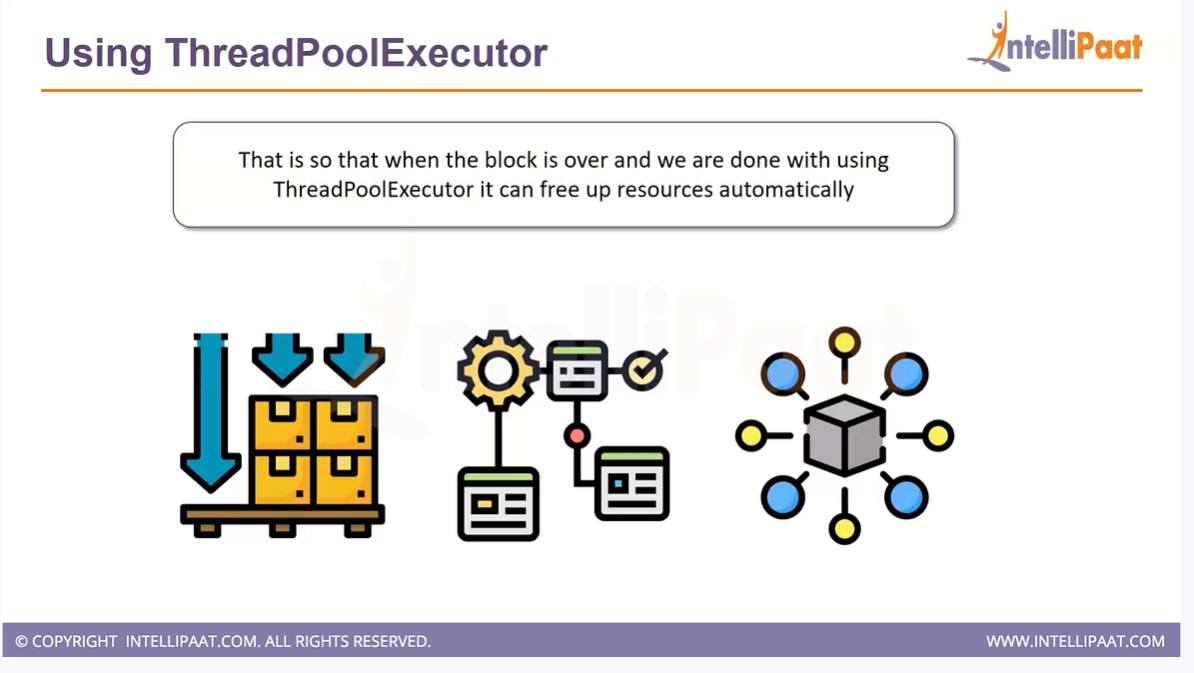 Using ThreadPoolExecutor
IntelliPaat
That is so that when the block is over and we are done with using
ThreadPoolExecutor it can free up resources automatically
IntelliPaat
© COPYRIGHT INTELLIPAAT.COM. ALL RIGHTS RESERVED.
WWW.INTELLIPAAT.COM